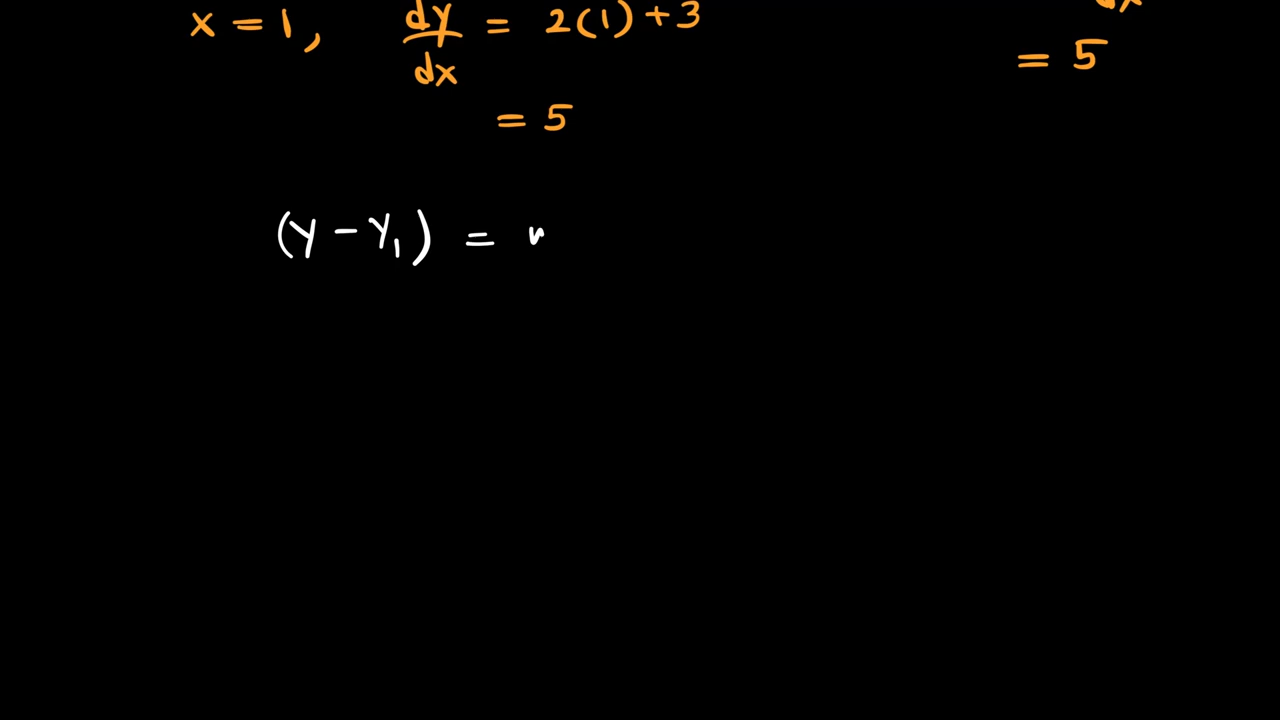 x = 1, dy/dx = 2(1) + 3
= 5
= 5
(y - y₁) =